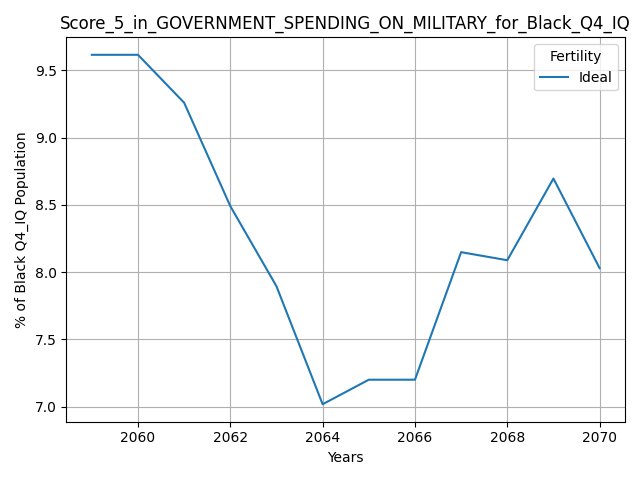 Score_5_in_GOVERNMENT_SPENDING_ON_MILITARY_for_Black_Q4_IQ
Fertility
Ideal
% of Black Q4_IQ Population
9.5
9.0
8.5
8.0
7.5
7.0
2060 2062 2064 2066 2068 2070
Years